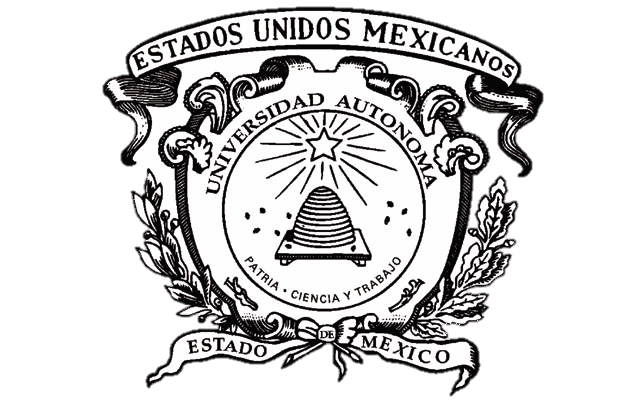 ESTADOS UNIDOS MEXICANOS
UNIVERSIDAD AUTONOMA
PATRIA • CIENCIA Y TRABAJO
ESTADO DE MEXICO